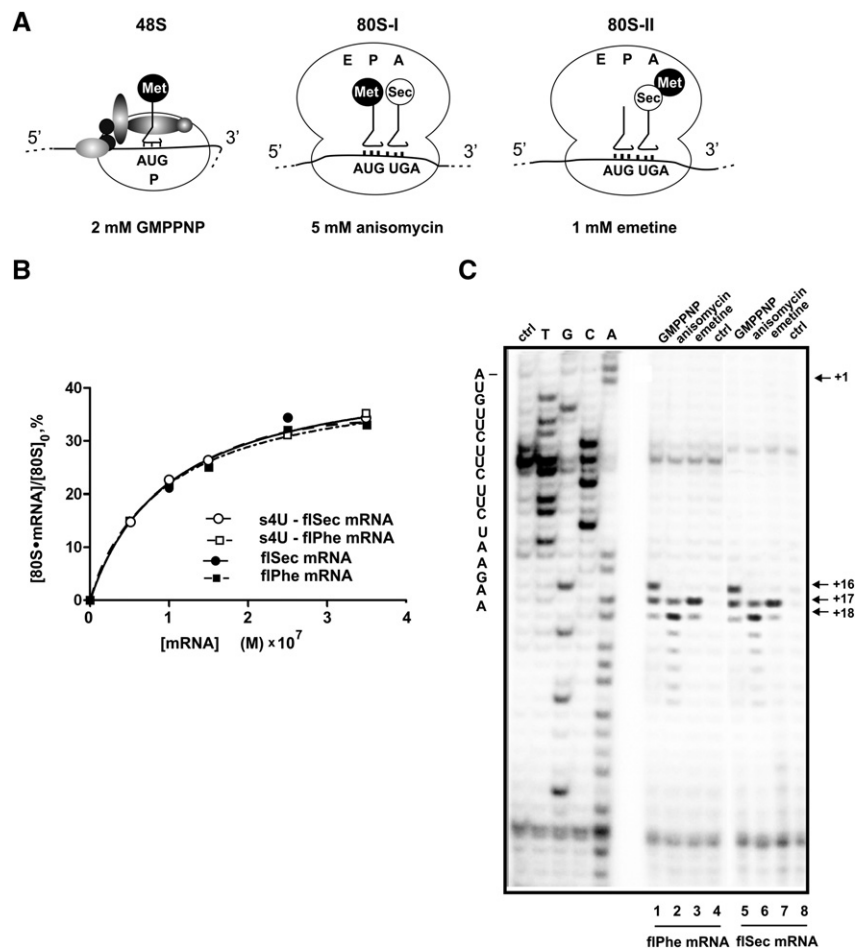 A
48S
80S-I
80S-II
E P A
E P A
Met
Met
Sec
Sec
Met
5’
3’
5’
3’
5’
3’
AUG
AUG UGA
AUG UGA
P
2 mM GMPPNP
5 mM anisomycin
1 mM emetine
B
[80S•mRNA]/[80S]0,%
40
30
20
10
0
0
1
2
3
4
s4U - flSec mRNA
s4U - flPhe mRNA
flSec mRNA
flPhe mRNA
[mRNA] (M) ×10^7
C
ctrl T G C A
GMPPNP anisomycin emetine ctrl
GMPPNP anisomycin emetine ctrl
AUGUUCUUC UUC U AAGAA
+1
+16
+17
+18
1 2 3 4 5 6 7 8
flPhe mRNA flSec mRNA